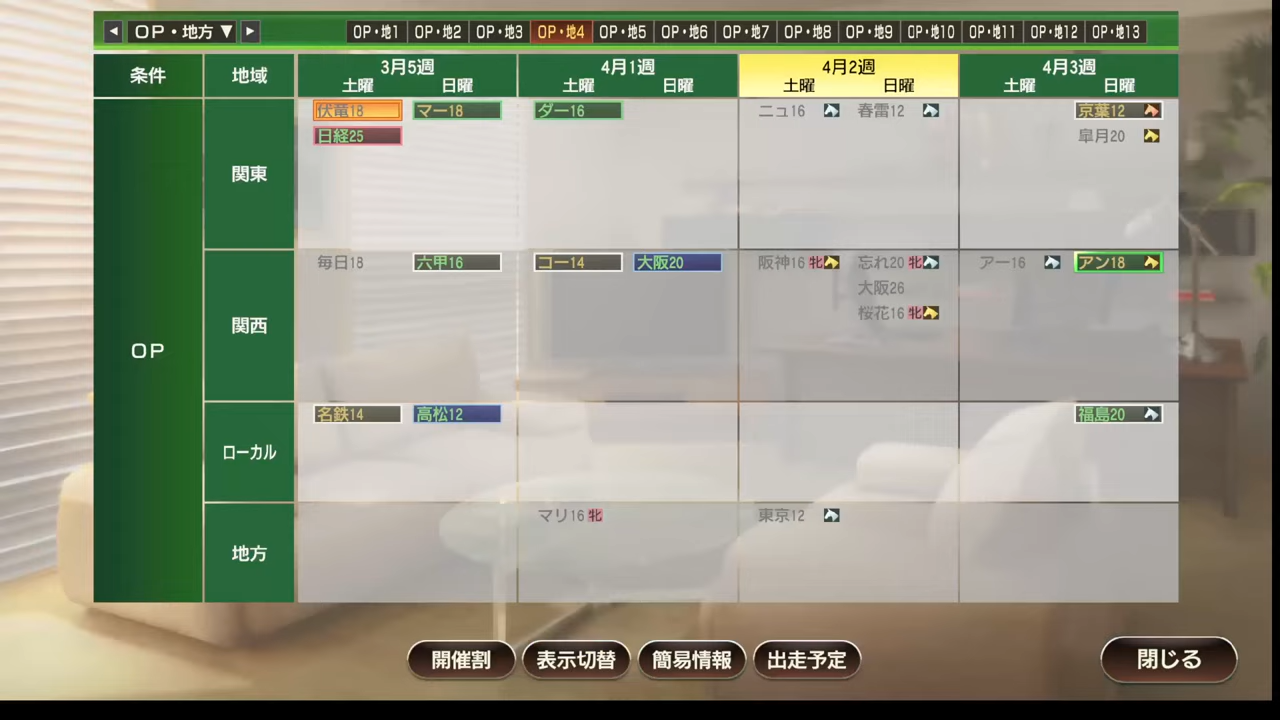 ◀ OP・地方▼ ▶ OP・地1 OP・地2 OP・地3 OP・地4 OP・地5 OP・地6 OP・地7 OP・地8 OP・地9 OP・地10 OP・地11 OP・地12 OP・地13
条件 地域 3月5週 4月1週 4月2週 4月3週
土曜 日曜 土曜 日曜 土曜 日曜 土曜 日曜
OP
関東
伏竜18 マー18 ダー16 ニュ16 春雷12 京葉12
日経25 皐月20
関西
毎日18 六甲16 コー14 大阪20 阪神16 牝 忘れ20 牝 アー16 アン18
大阪26
桜花16 牝
ローカル
名鉄14 高松12 福島20
地方
マリ16 牝 東京12
開催割 表示切替 簡易情報 出走予定 閉じる